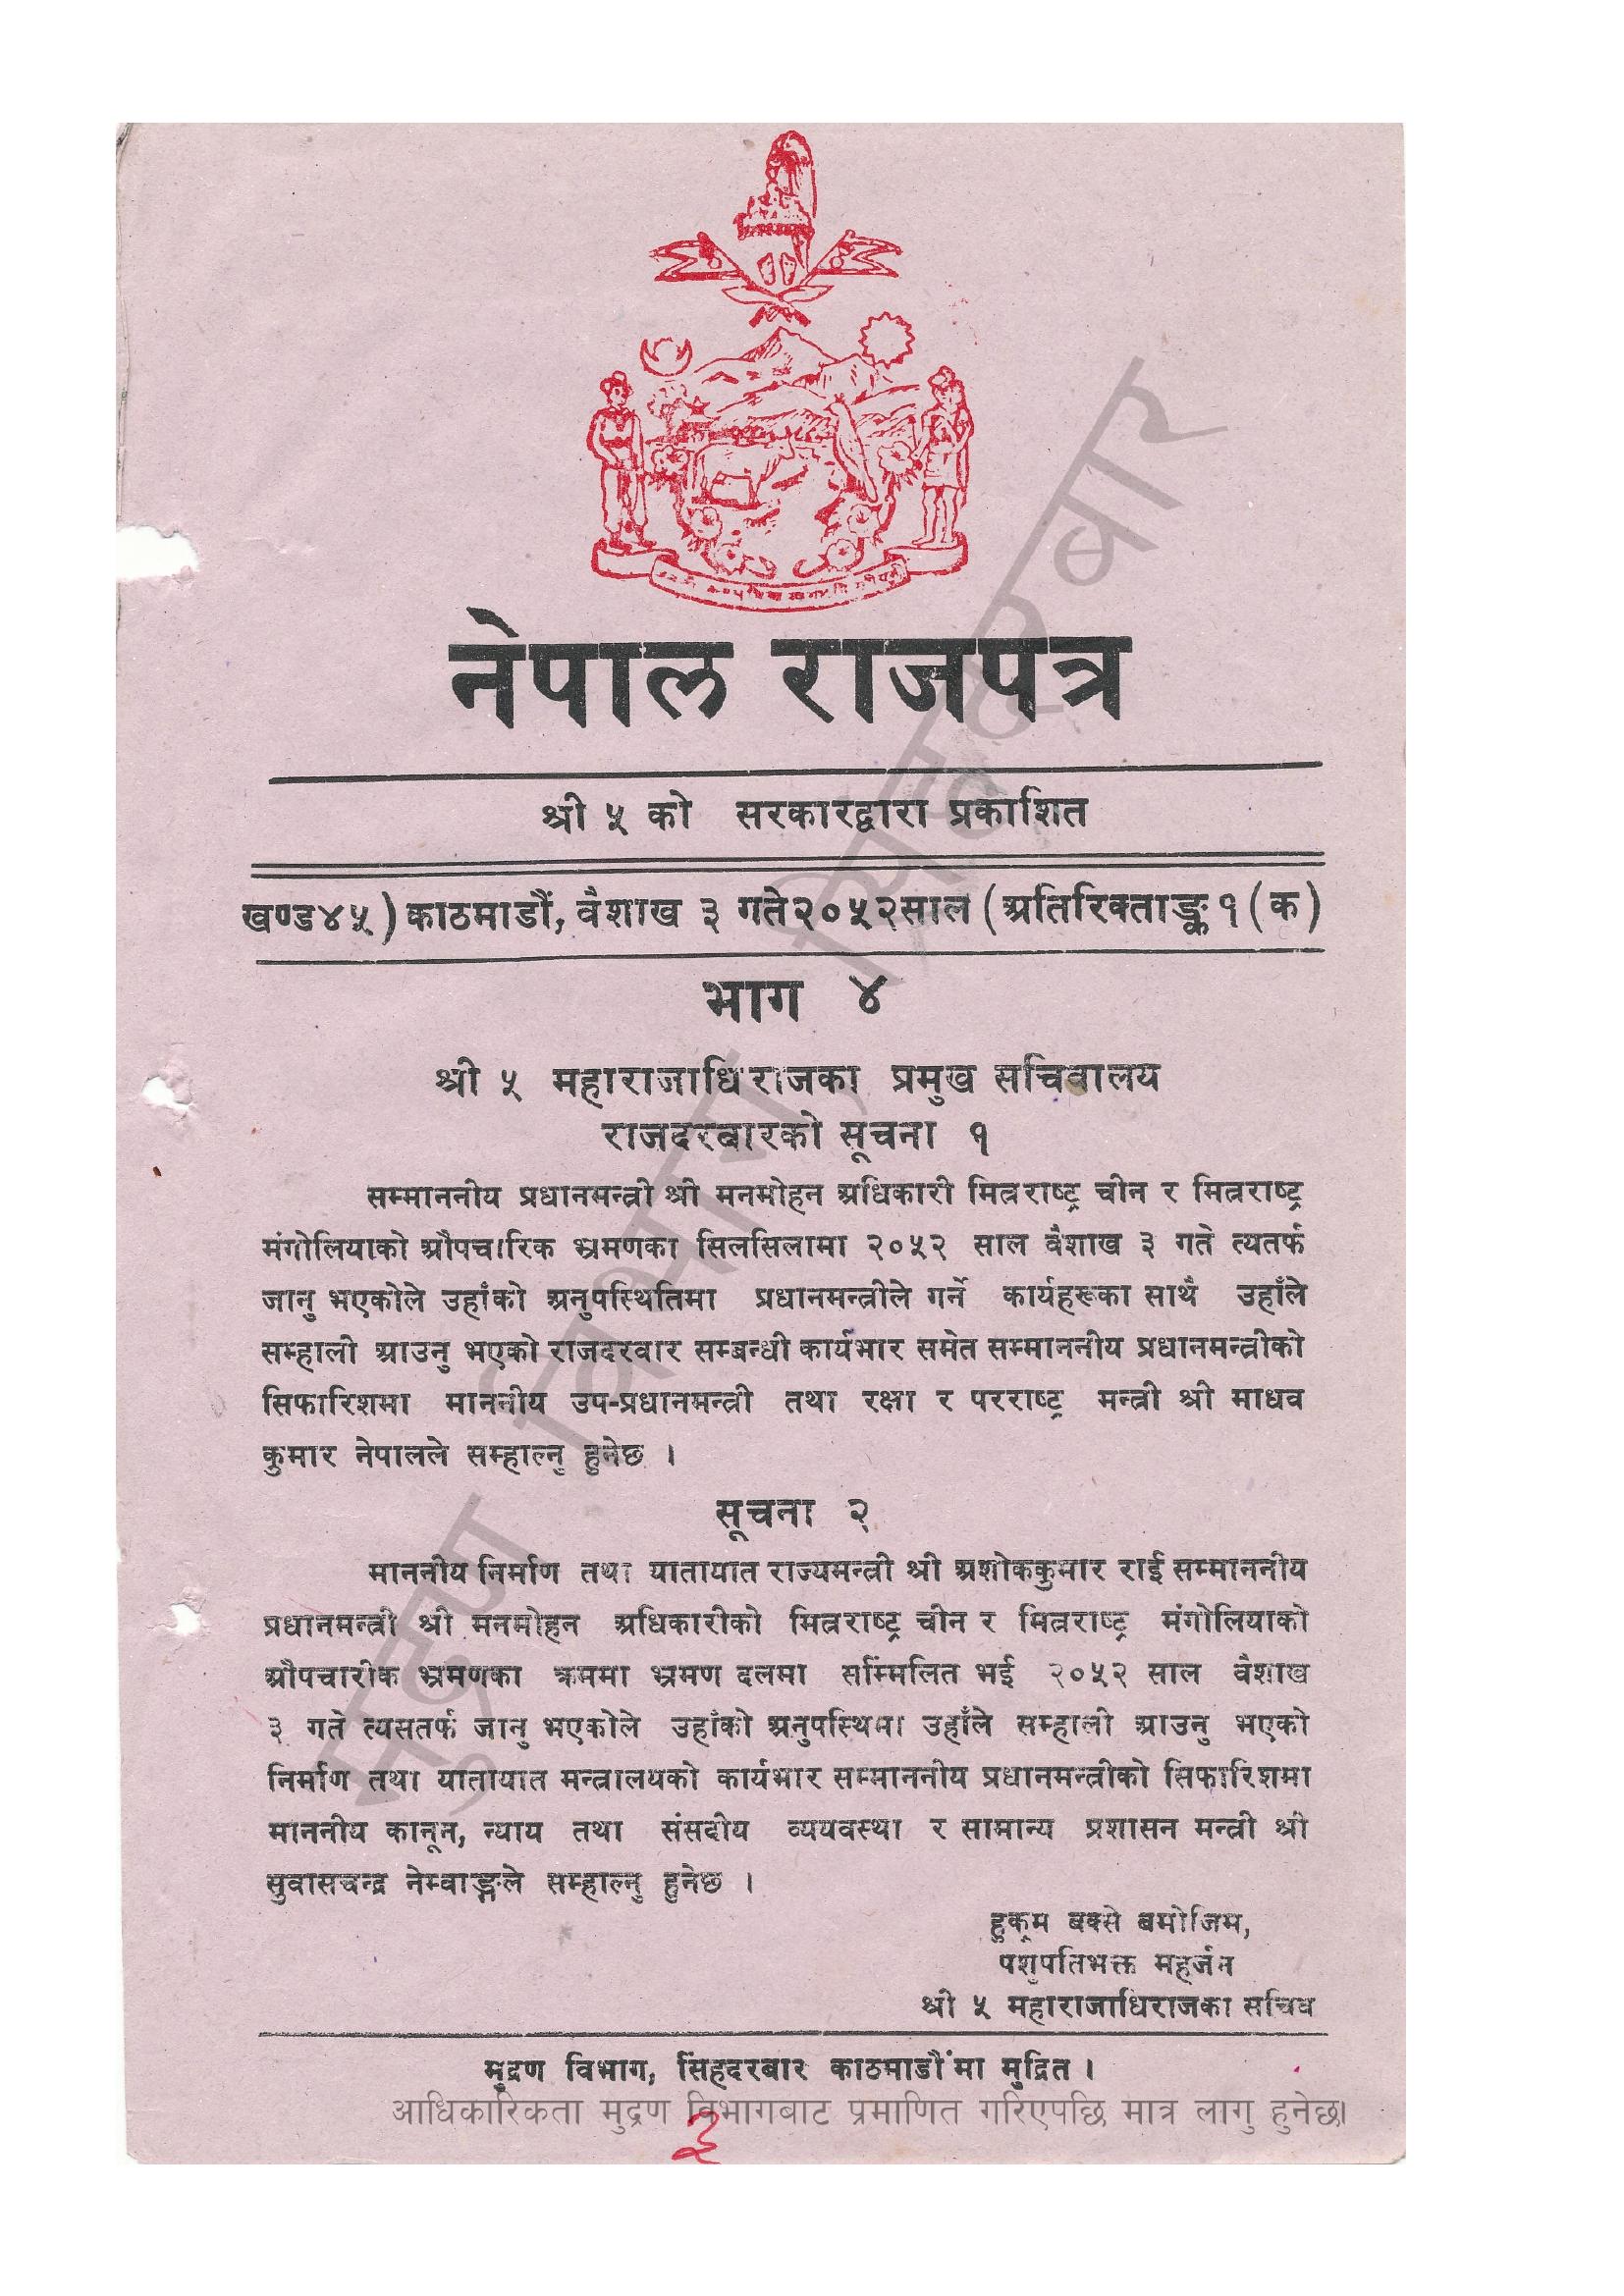 नेपाल राजपत्र
श्री ५ को सरकारद्वारा प्रकाशित
खण्ड४५) काठमाडौं, वैशाख ३ गते२०५२साल (अतिरिक्ताङ्क १ (क)
भाग ४
श्री ५ महाराजाधिराजका प्रमुख सचिवालय
राजदरबारको सूचना १
सम्माननीय प्रधानमन्त्री श्री मनमोहन अधिकारी मित्रराष्ट्र चीन र मित्रराष्ट्र
मंगोलियाको औपचारिक भ्रमणका सिलसिलामा २०५२ साल वैशाख ३ गते त्यतर्फ
जानु भएकोले उहांको अनुपस्थितिमा प्रधानमन्त्रीले गर्ने कार्यहरूका साथै उहाँले
सम्हाली आउनु भएको राजदरवार सम्बन्धी कार्यभार समेत सम्माननीय प्रधानमन्त्रीको
सिफारिशमा माननीय उप-प्रधानमन्त्री तथा रक्षा र परराष्ट्र मन्त्री श्री माधव
कुमार नेपालले सम्हाल्नु हुनेछ ।
सूचना २
माननीय निर्माण तथा यातायात राज्यमन्त्री श्री अशोककुमार राई सम्माननीय
प्रधानमन्त्री श्री मनमोहन अधिकारीको मित्रराष्ट्र चीन र मित्रराष्ट्र मंगोलियाको
औपचारीक भ्रमणका क्रममा भ्रमण दलमा सम्मिलित भई २०५२ साल वैशाख
३ गते त्यसतर्फ जानु भएकोले उहांको अनुपस्थिमा उहाँले सम्हाली आउनु भएको
निर्माण तथा यातायात मन्त्रालयको कार्यभार सम्माननीय प्रधानमन्त्रीको सिफारिशमा
माननीय कानून, न्याय तथा संसदीय व्ययवस्था र सामान्य प्रशासन मन्त्री श्री
सुवासचन्द्र नेम्वाङ्गले सम्हाल्नु हुनेछ ।
हुकुम बक्से बमोजिम,
पशुपतिभक्त महर्जन
श्री ५ महाराजाधिराजका सचिव
मुद्रण विभाग, सिंहदरबार काठमाडौंमा मुद्रित ।
आधिकारिकता मुद्रण विभागबाट प्रमाणित गरिएपछि मात्र लागु हुनेछ।
३
मुद्रण विभाग, सिंहदरबार